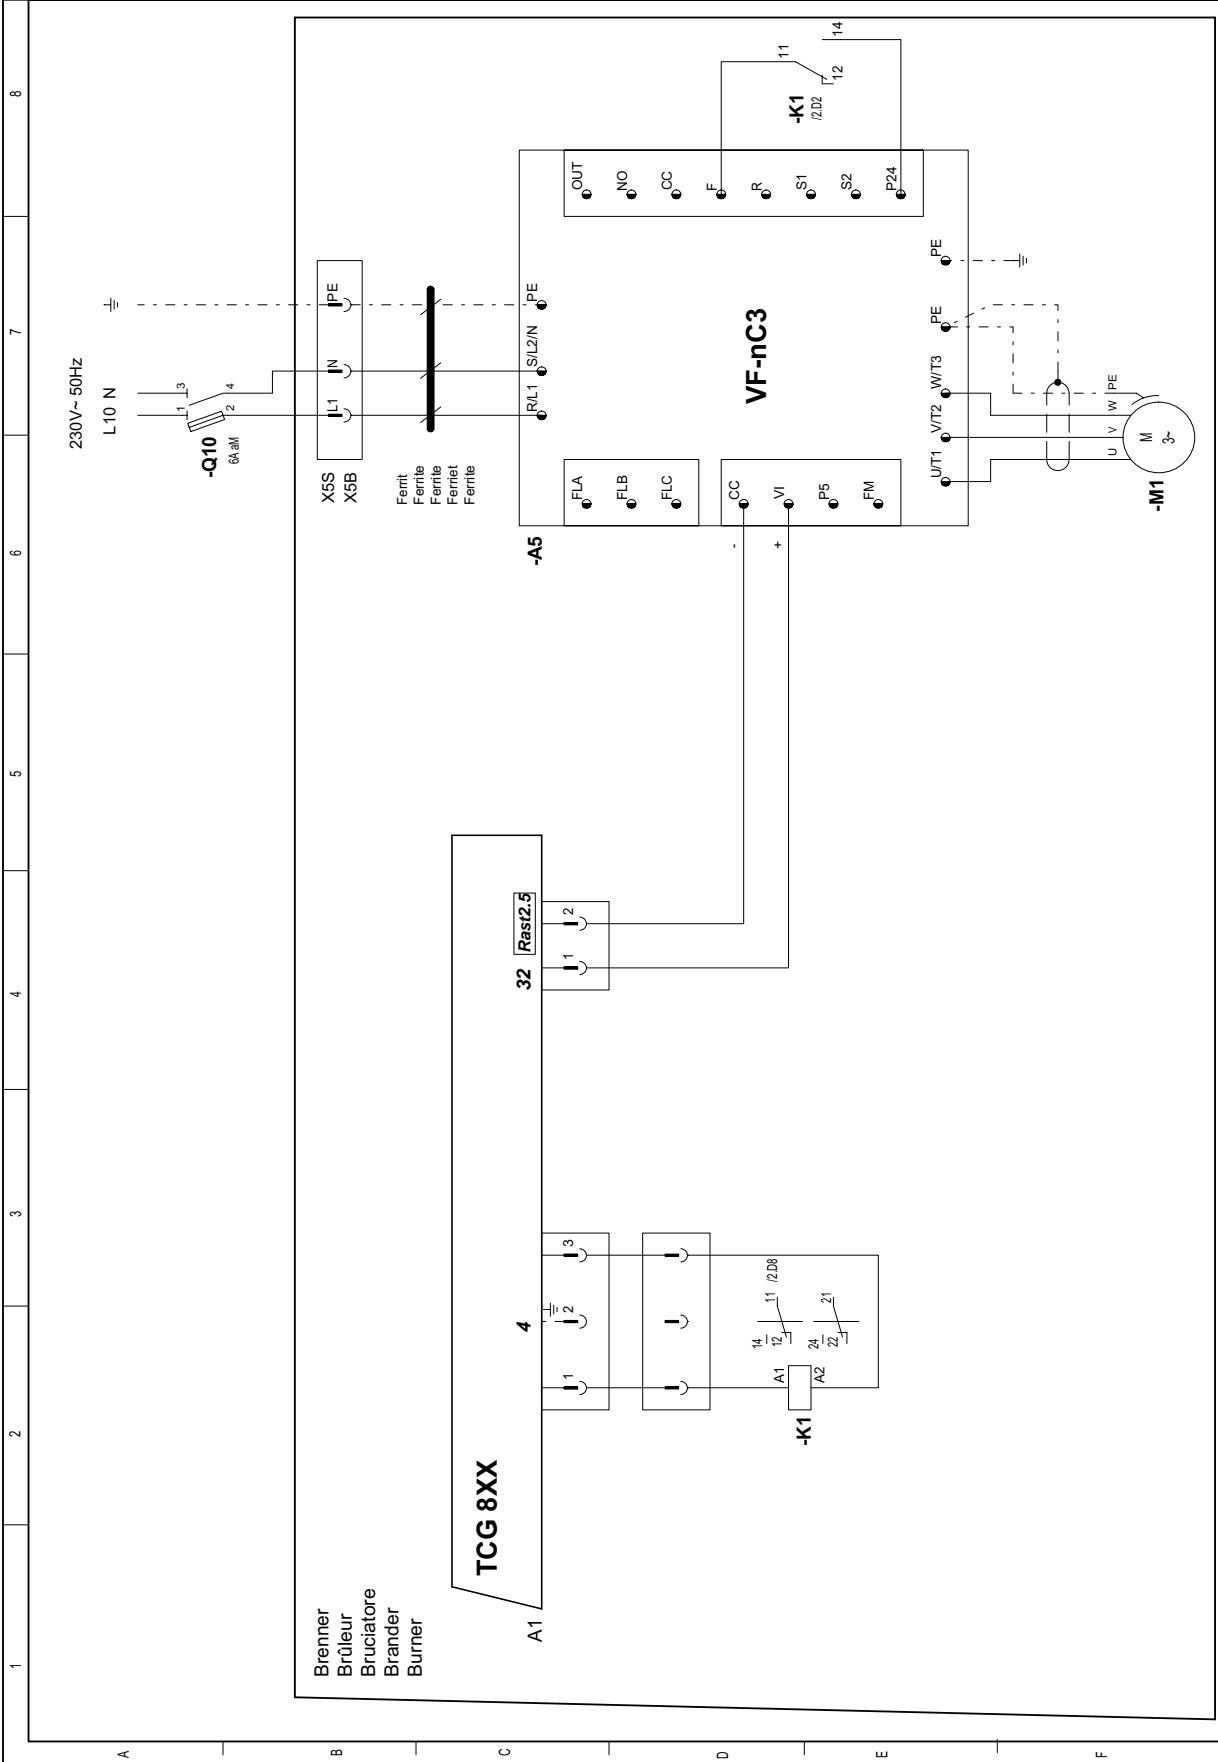 1 2 3 4 5 6 7 8
A
B
C
D
E
F
230V~ 50Hz
L10 N
1 3
2 4
-Q10
6A aM
Brenner
Brûleur
Bruciatore
Brander
Burner
X5S
X5B
L1 N PE
Ferrit
Ferrite
Ferrite
Ferriet
Ferrite
TCG 8XX
A1
4
32 Rast2.5
1 2 3
1 2
-A5
R/L1 S/L2/N PE
VF-nC3
FLA
FLB
FLC
CC
VI
P5
FM
-
+
OUT
NO
CC
F
R
S1
S2
P24
-K1
/2.D2
11
12
14
-K1
A1
A2
14
12
11 /2.D8
24
22
21
U/T1 V/T2 W/T3 PE PE
U V W PE
M
3~
-M1